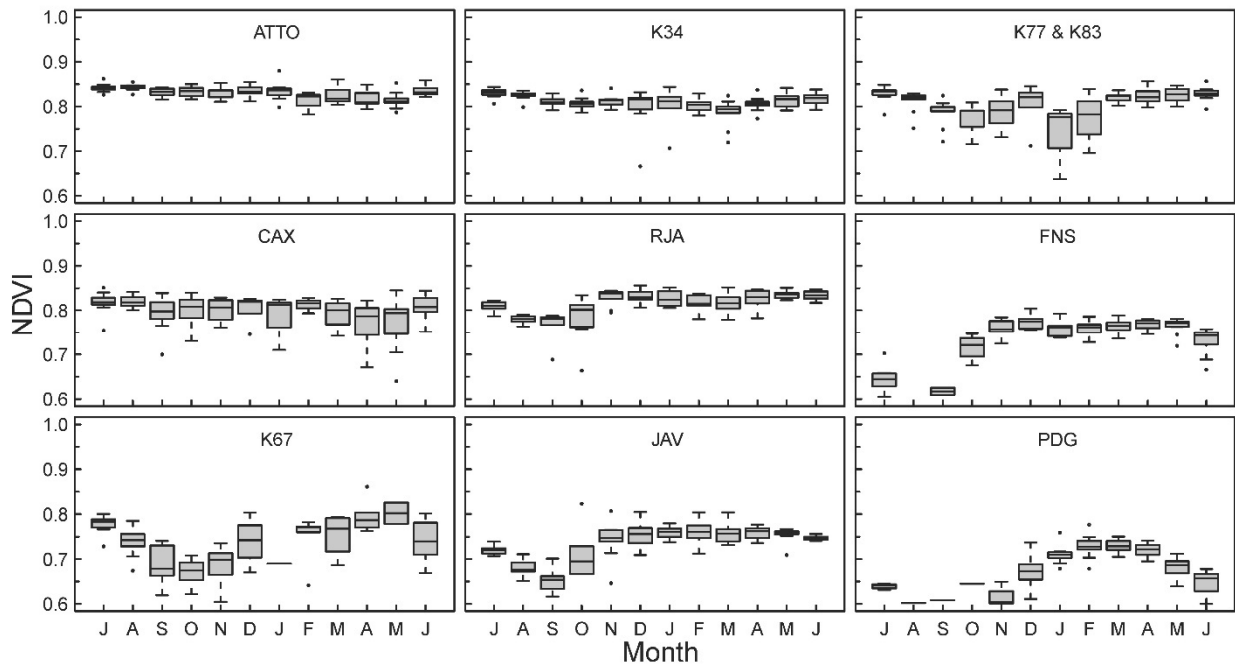 1.0 ATTO K34 K77 & K83
0.9
0.8
0.7
0.6
1.0 CAX RJA FNS
0.9
0.8
0.7
0.6
NDVI
1.0 K67 JAV PDG
0.9
0.8
0.7
0.6
J A S O N D J F M A M J J A S O N D J F M A M J J A S O N D J F M A M J
Month